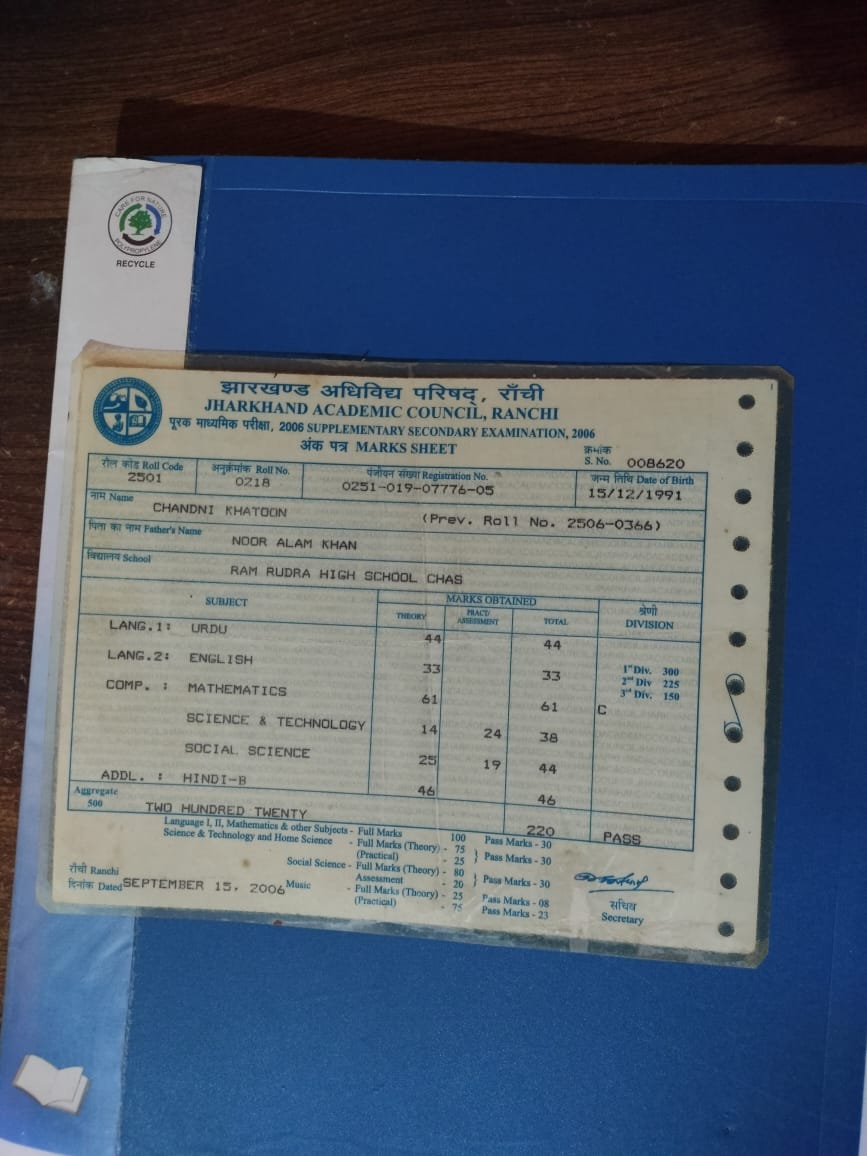 CARE FOR NATURE
POLYPROPYLENE
RECYCLE
झारखण्ड अधिविद्य परिषद्, राँची
JHARKHAND ACADEMIC COUNCIL, RANCHI
पूरक माध्यमिक परीक्षा, 2006 SUPPLEMENTARY SECONDARY EXAMINATION, 2006
अंक पत्र MARKS SHEET
क्रमांक
S. No. 008620
रौल कोड Roll Code अनुक्रमांक Roll No. पंजीयन संख्या Registration No. जन्म तिथि Date of Birth
2501 0218 0251-019-07776-05 15/12/1991
नाम Name CHANDNI KHATOON (Prev. Roll No. 2506-0366)
पिता का नाम Father's Name NOOR ALAM KHAN
विद्यालय School RAM RUDRA HIGH SCHOOL CHAS
SUBJECT MARKS OBTAINED श्रेणी DIVISION
THEORY PRACT/ASSESSMENT TOTAL
LANG.1: URDU 44 44
LANG.2: ENGLISH 33 33
1st Div. 300
2nd Div 225
3rd Div. 150
COMP. : MATHEMATICS 61 61 C
SCIENCE & TECHNOLOGY 14 24 38
SOCIAL SCIENCE 25 19 44
ADDL. : HINDI-B 46 46
Aggregate 500 TWO HUNDRED TWENTY 220 PASS
Language I, II, Mathematics & other Subjects - Full Marks 100 Pass Marks - 30
Science & Technology and Home Science - Full Marks (Theory) - 75
(Practical) - 25 } Pass Marks - 30
Social Science - Full Marks (Theory) - 80
Assessment - 20 } Pass Marks - 30
Music - Full Marks (Theory) - 25 Pass Marks - 08
(Practical) - 75 Pass Marks - 23
राँची Ranchi
दिनांक Dated SEPTEMBER 15, 2006
सचिव
Secretary